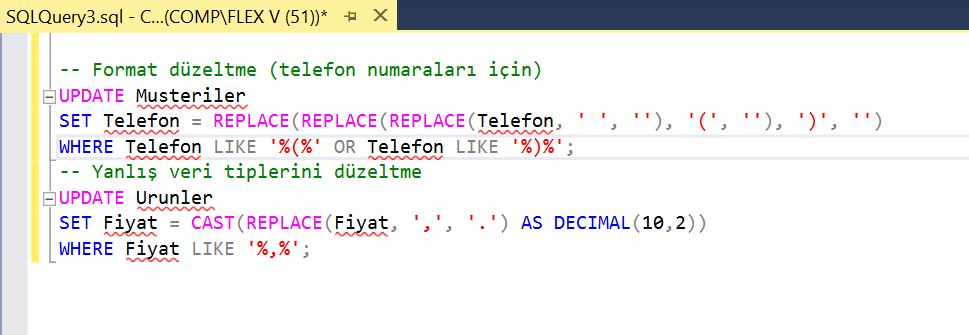 SQLQuery3.sql - C...(COMP\FLEX V (51))*
-- Format düzeltme (telefon numaraları için)
UPDATE Musteriler
SET Telefon = REPLACE(REPLACE(REPLACE(Telefon, ' ', ''), '(', ''), ')', '')
WHERE Telefon LIKE '%(%' OR Telefon LIKE '%)%';
-- Yanlış veri tiplerini düzeltme
UPDATE Urunler
SET Fiyat = CAST(REPLACE(Fiyat, ',', '.') AS DECIMAL(10,2))
WHERE Fiyat LIKE '%,%';